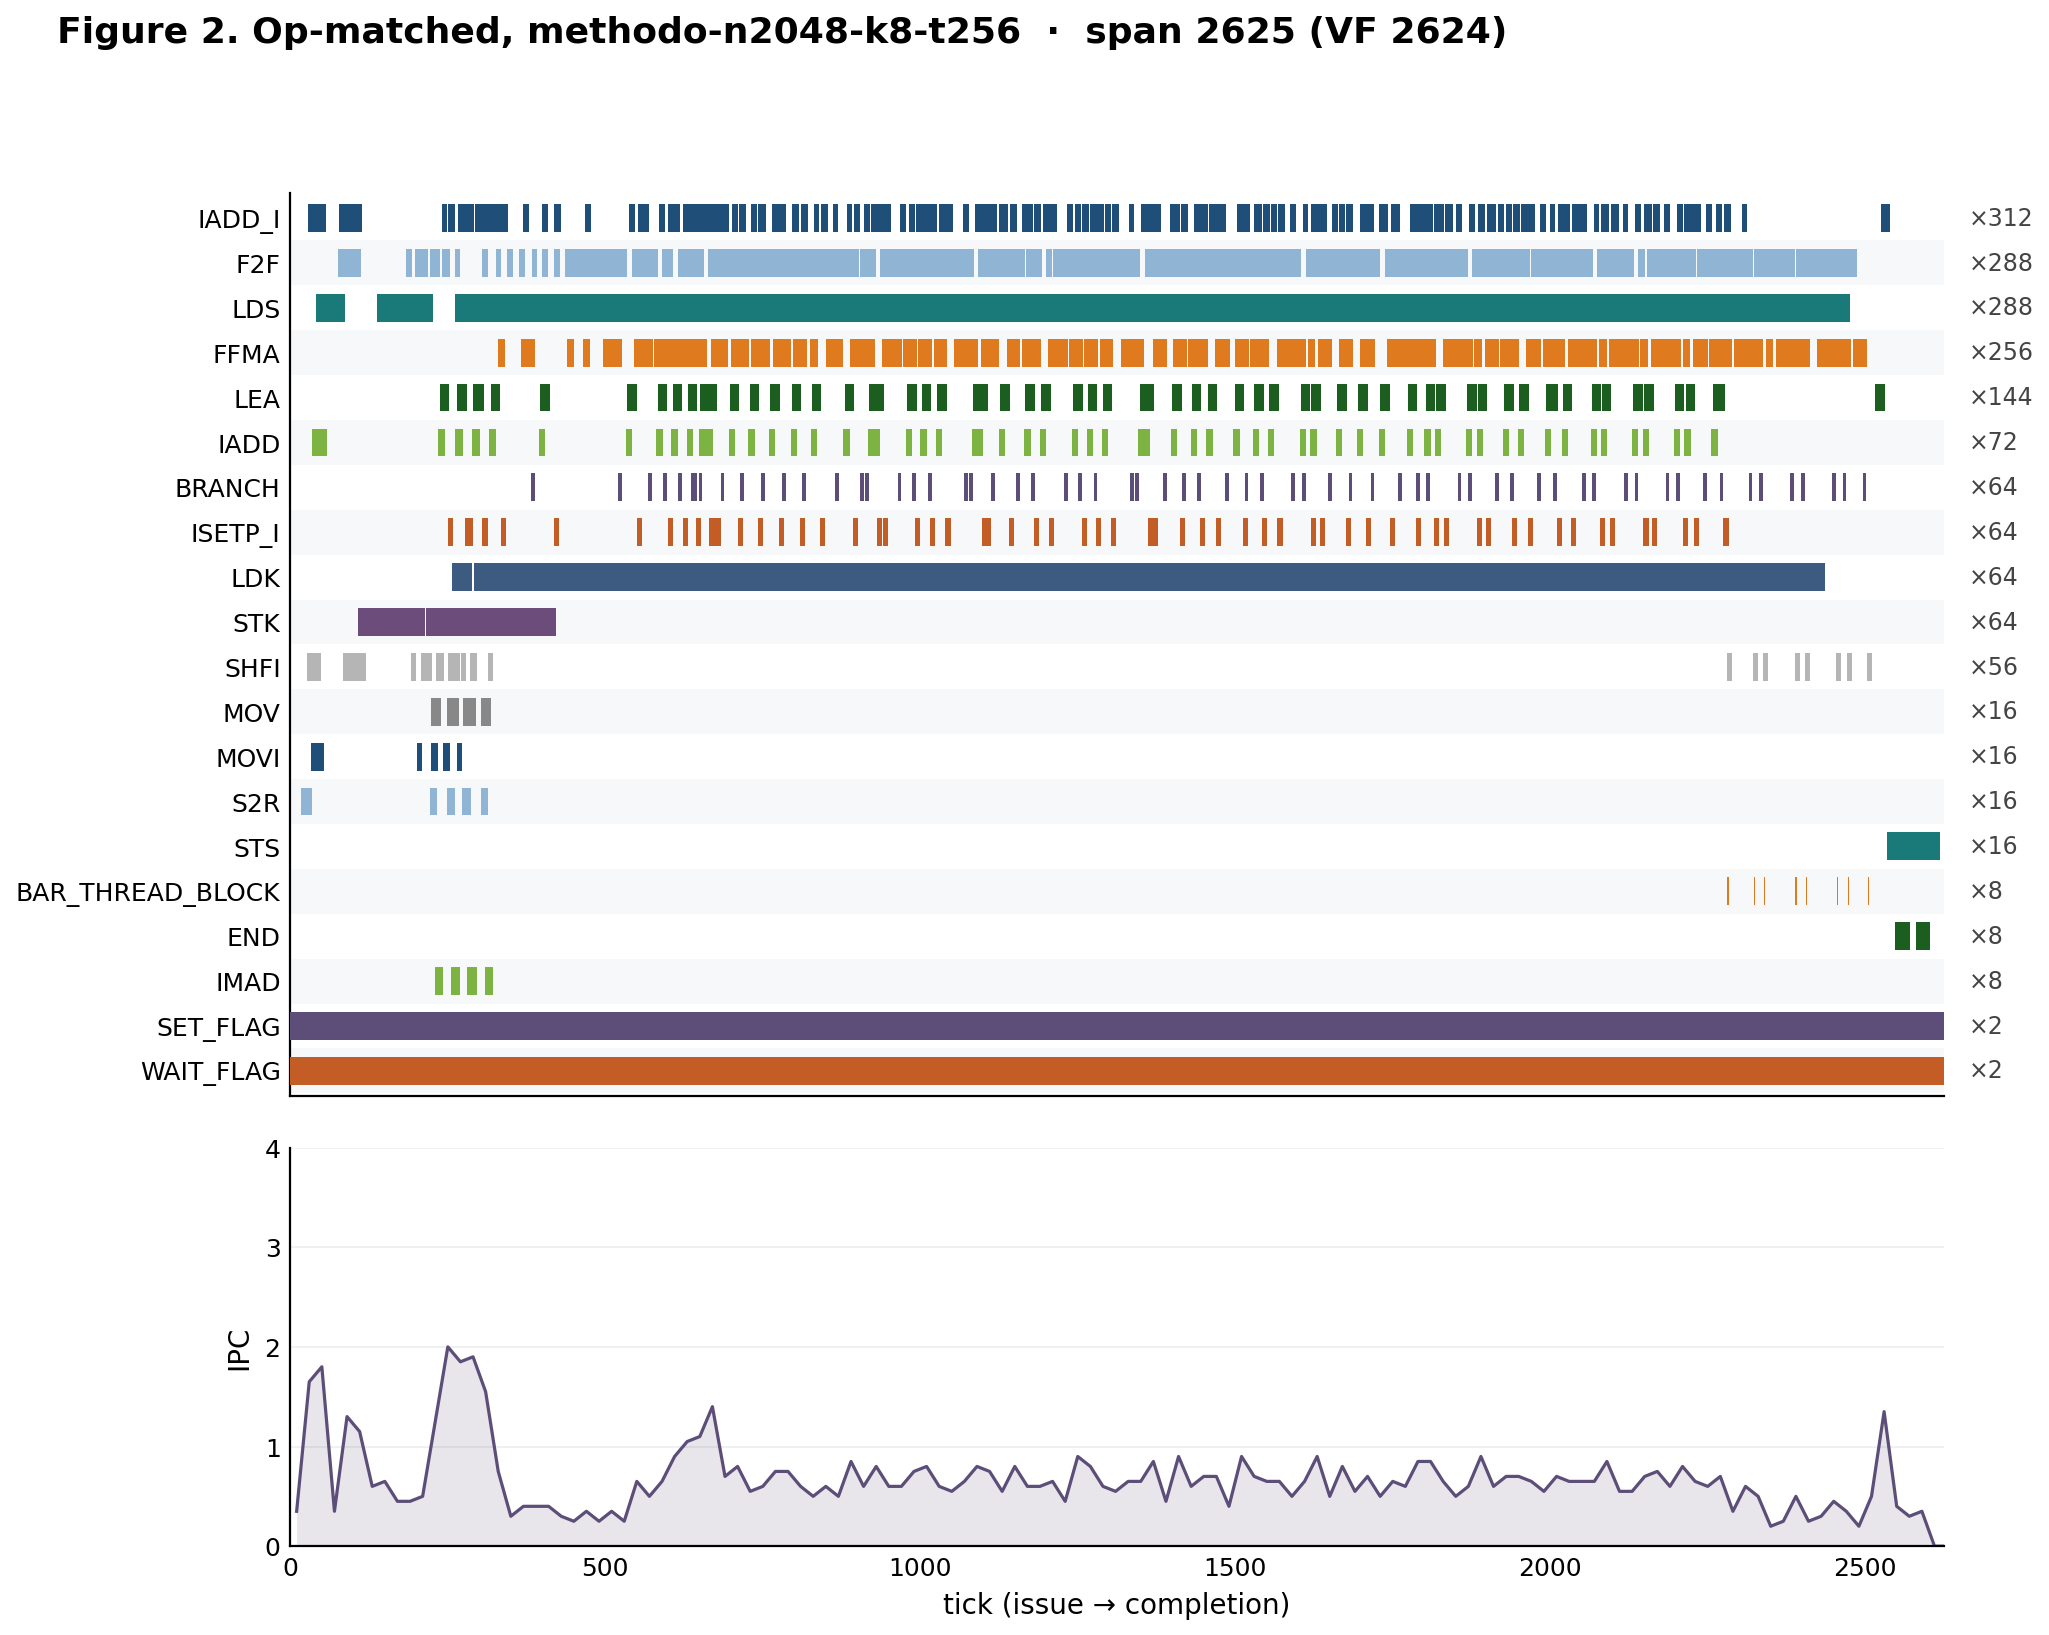 Figure 2. Op-matched, methodo-n2048-k8-t256 · span 2625 (VF 2624)
IADD_I ×312
F2F ×288
LDS ×288
FFMA ×256
LEA ×144
IADD ×72
BRANCH ×64
ISETP_I ×64
LDK ×64
STK ×64
SHFI ×56
MOV ×16
MOVI ×16
S2R ×16
STS ×16
BAR_THREAD_BLOCK ×8
END ×8
IMAD ×8
SET_FLAG ×2
WAIT_FLAG ×2
4
3
2
1
0
IPC
0 500 1000 1500 2000 2500
tick (issue → completion)